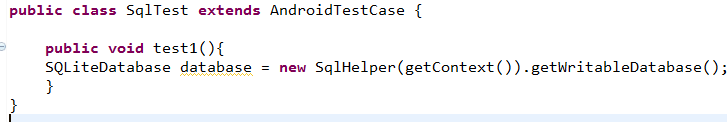 public class SqlTest extends AndroidTestCase {
public void test1(){
SQLiteDatabase database = new SqlHelper(getContext()).getWritableDatabase();
}
}